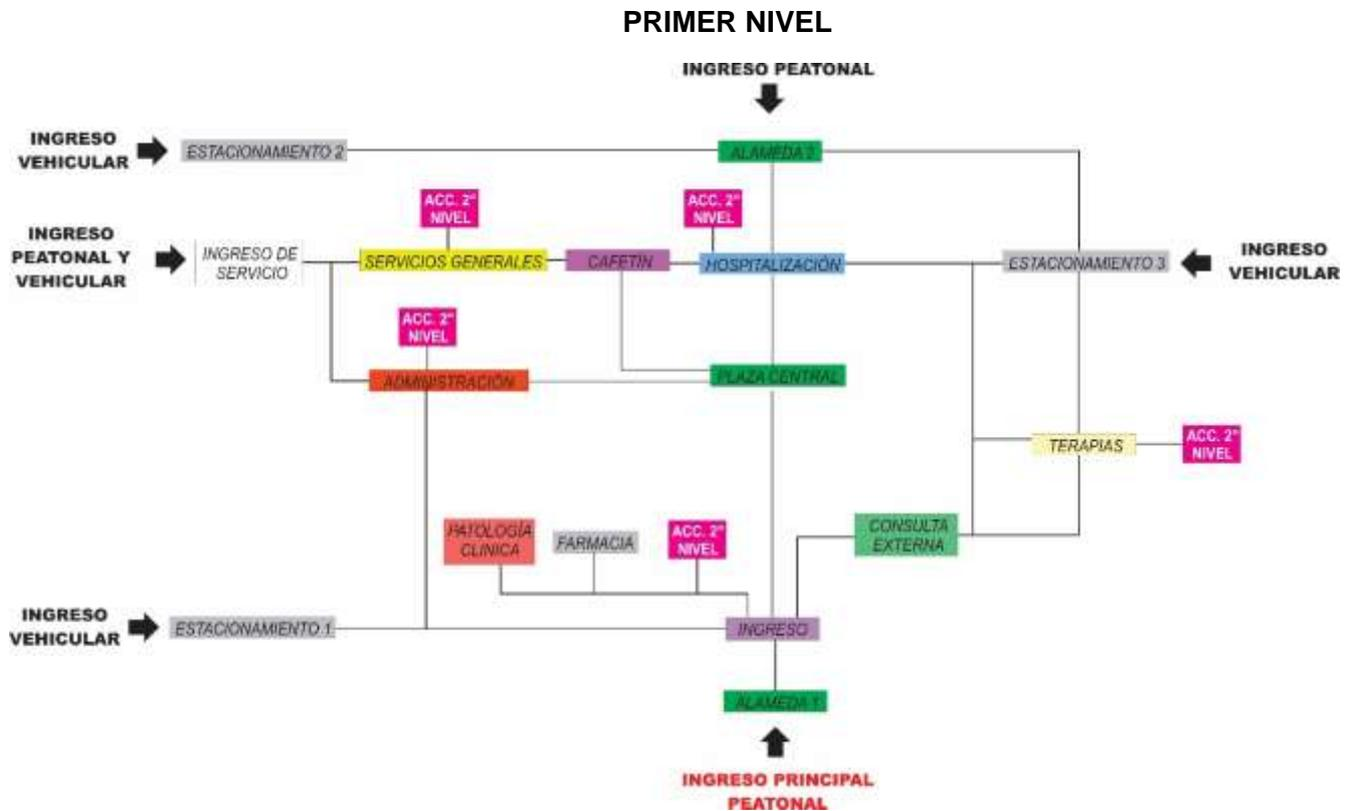 PRIMER NIVEL
INGRESO PEATONAL
INGRESO
VEHICULAR
ESTACIONAMIENTO 2
ALAMEDA 2
ACC. 2°
NIVEL
ACC. 2°
NIVEL
INGRESO
PEATONAL Y
VEHICULAR
INGRESO DE
SERVICIO
SERVICIOS GENERALES
CAFETÍN
HOSPITALIZACIÓN
ESTACIONAMIENTO 3
INGRESO
VEHICULAR
ACC. 2°
NIVEL
ADMINISTRACIÓN
PLAZA CENTRAL
TERAPIAS
ACC. 2°
NIVEL
PATOLOGÍA
CLINICA
FARMACIA
ACC. 2°
NIVEL
CONSULTA
EXTERNA
INGRESO
VEHICULAR
ESTACIONAMIENTO 1
INGRESO
ALAMEDA 1
INGRESO PRINCIPAL
PEATONAL